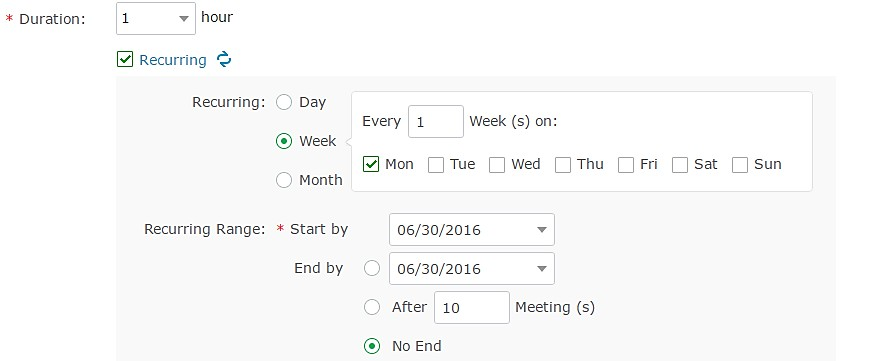 * Duration: 1 hour
Recurring
Recurring: Day
Every 1 Week (s) on:
Week
Mon Tue Wed Thu Fri Sat Sun
Month
Recurring Range: * Start by 06/30/2016
End by 06/30/2016
After 10 Meeting (s)
No End